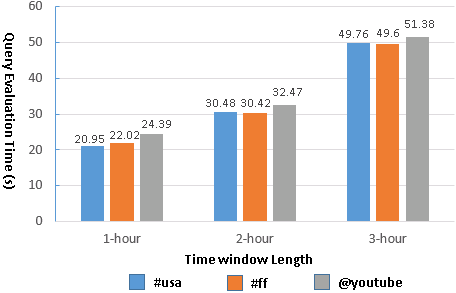 60
50
40
30
20
10
0
Query Evaluation Time (s)
20.95 22.02 24.39
30.48 30.42 32.47
49.76 49.6 51.38
1-hour 2-hour 3-hour
Time window Length
#usa #ff @youtube